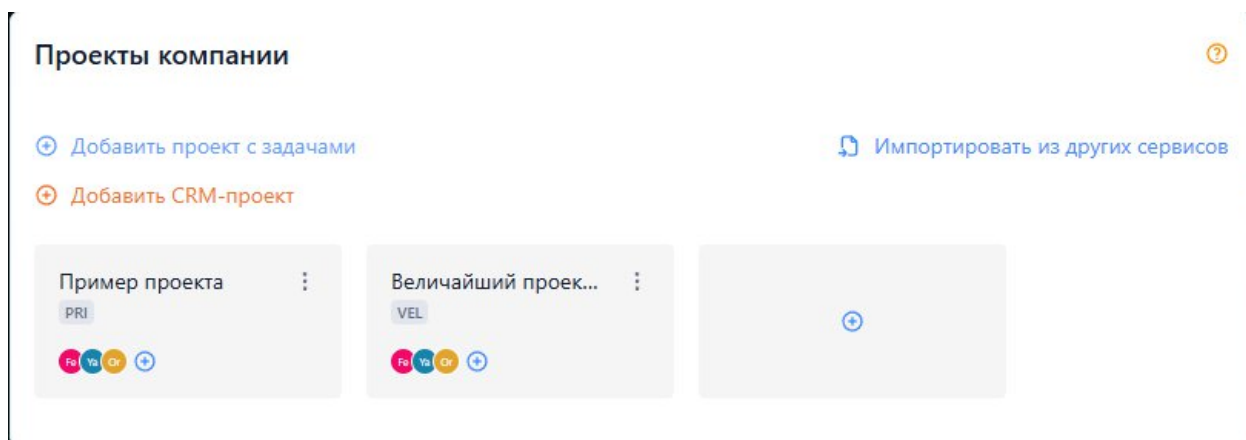 Проекты компании
Добавить проект с задачами
Импортировать из других сервисов
Добавить CRM-проект
Пример проекта
PRI
Fe Ya Or
Величайший проек...
VEL
Fe Ya Or